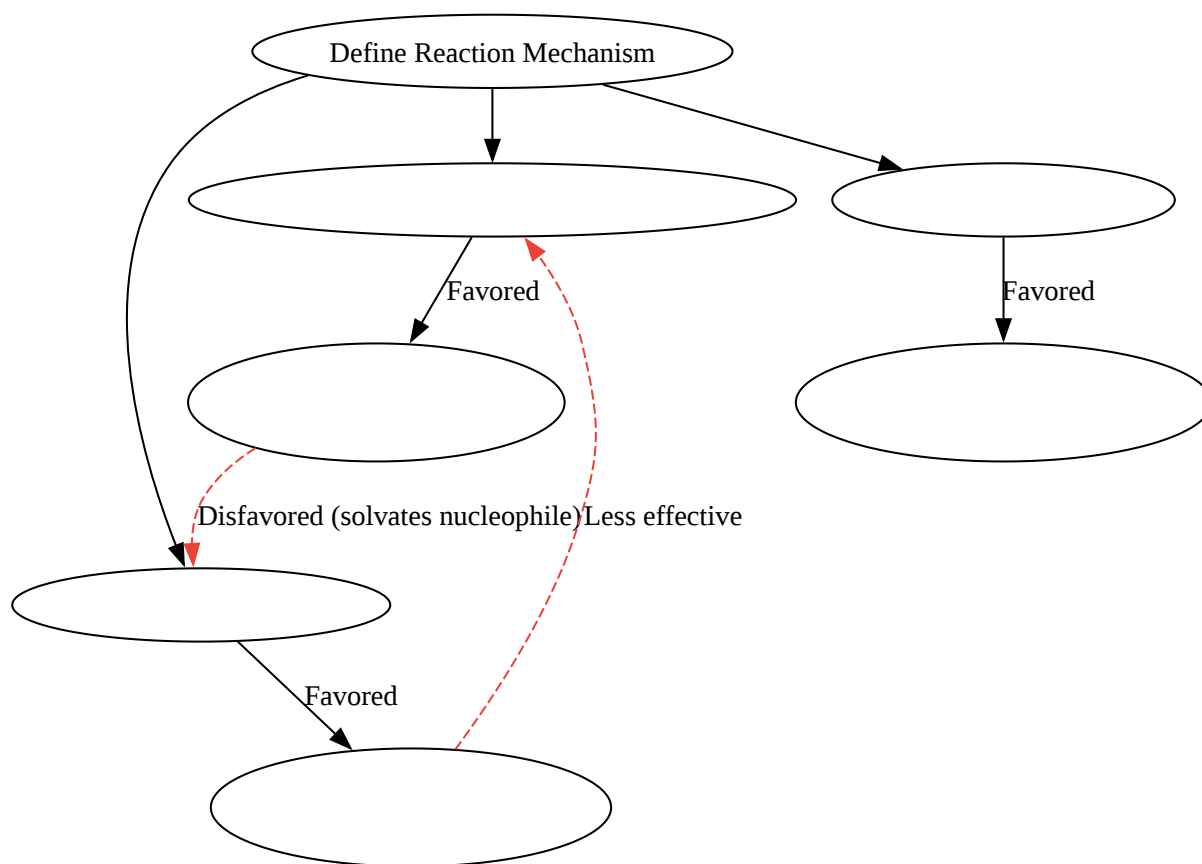 Define Reaction Mechanism
Favored
Favored
Disfavored (solvates nucleophile)
Less effective
Favored